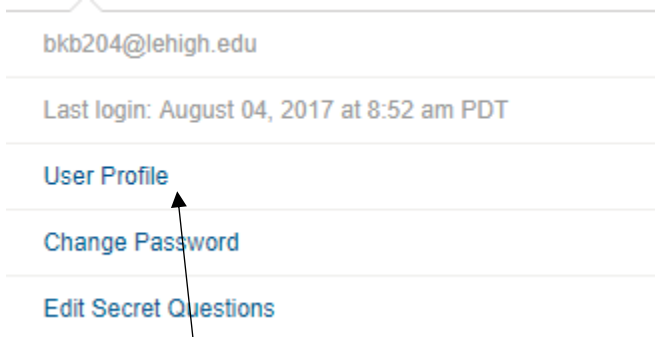 bkb204@lehigh.edu
Last login: August 04, 2017 at 8:52 am PDT
User Profile
Change Password
Edit Secret Questions